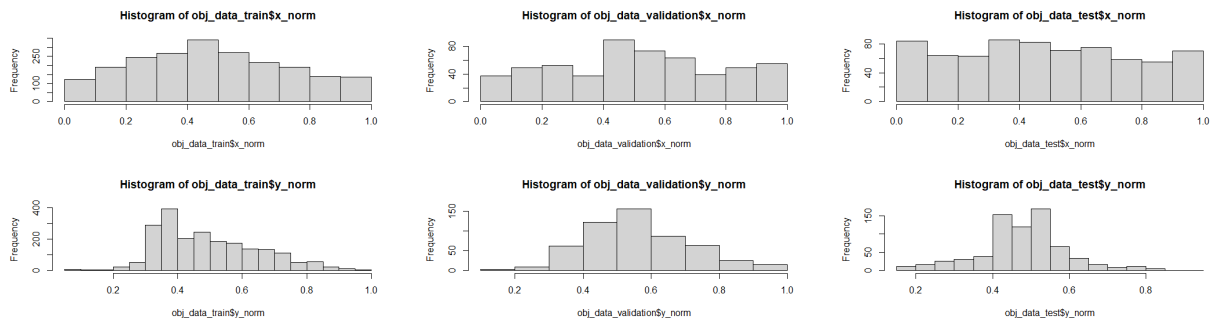 Histogram of obj_data_train$x_norm
Frequency
0 100 250
0.0 0.2 0.4 0.6 0.8 1.0
obj_data_train$x_norm
Histogram of obj_data_validation$x_norm
Frequency
0 40 80
0.0 0.2 0.4 0.6 0.8 1.0
obj_data_validation$x_norm
Histogram of obj_data_test$x_norm
Frequency
0 40 80
0.0 0.2 0.4 0.6 0.8 1.0
obj_data_test$x_norm
Histogram of obj_data_train$y_norm
Frequency
0 200 400
0.2 0.4 0.6 0.8 1.0
obj_data_train$y_norm
Histogram of obj_data_validation$y_norm
Frequency
0 50 150
0.2 0.4 0.6 0.8 1.0
obj_data_validation$y_norm
Histogram of obj_data_test$y_norm
Frequency
0 50 150
0.2 0.4 0.6 0.8
obj_data_test$y_norm